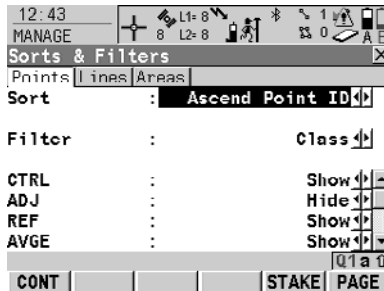 12:43
MANAGE
L1= 8
8 L2= 8
1
0
A B
Sorts & Filters X
Points Lines Areas
Sort : Ascend Point ID
Filter : Class
CTRL : Show
ADJ : Hide
REF : Show
AVGE : Show
Q1a
CONT STAKE PAGE